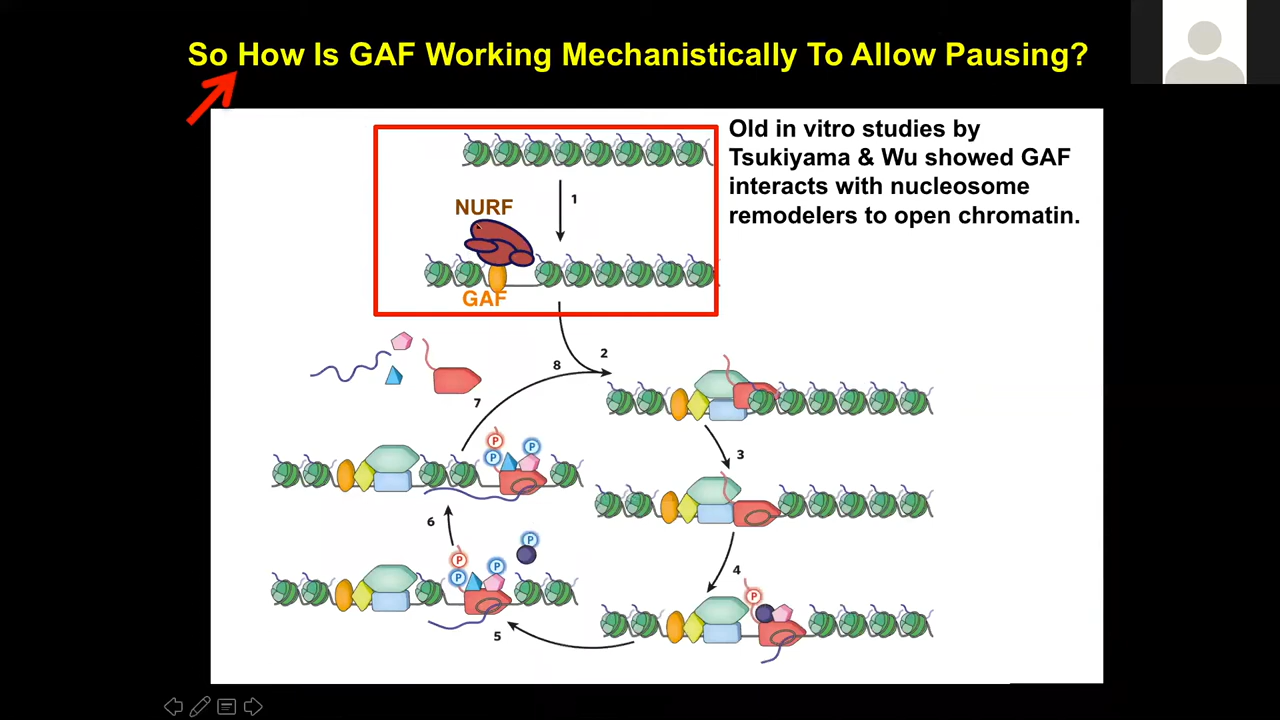 So How Is GAF Working Mechanistically To Allow Pausing?
Old in vitro studies by
Tsukiyama & Wu showed GAF
interacts with nucleosome
remodelers to open chromatin.
1
NURF
GAF
2
8
7
3
P
P
P
6
P
4
P
P
P
P
5